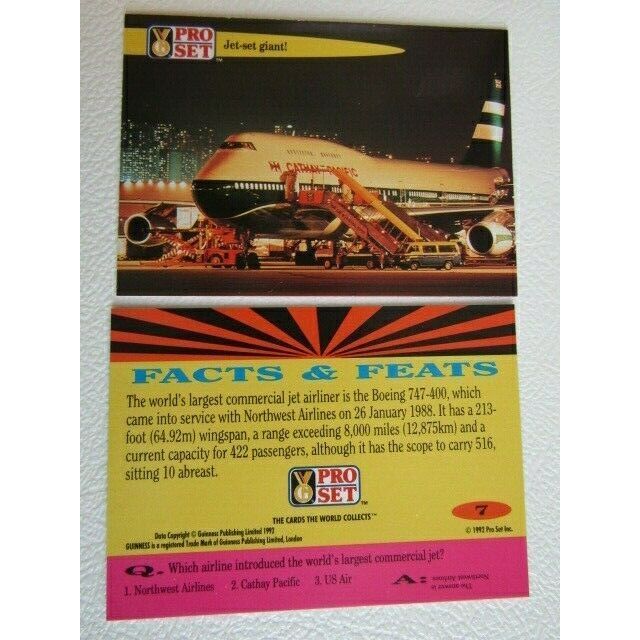 PRO
SET™
Jet-set giant!
CATHAY PACIFIC
FACTS & FEATS
The world's largest commercial jet airliner is the Boeing 747-400, which
came into service with Northwest Airlines on 26 January 1988. It has a 213-
foot (64.92m) wingspan, a range exceeding 8,000 miles (12,875km) and a
current capacity for 422 passengers, although it has the scope to carry 516,
sitting 10 abreast.
PRO
SET™
THE CARDS THE WORLD COLLECTS™
7
Data Copyright © Guinness Publishing Limited 1992
GUINNESS is a registered Trade Mark of Guinness Publishing Limited, London
© 1992 Pro Set Inc.
Q. Which airline introduced the world's largest commercial jet?
1. Northwest Airlines 2. Cathay Pacific 3. US Air
A: The answer is
Northwest Airlines